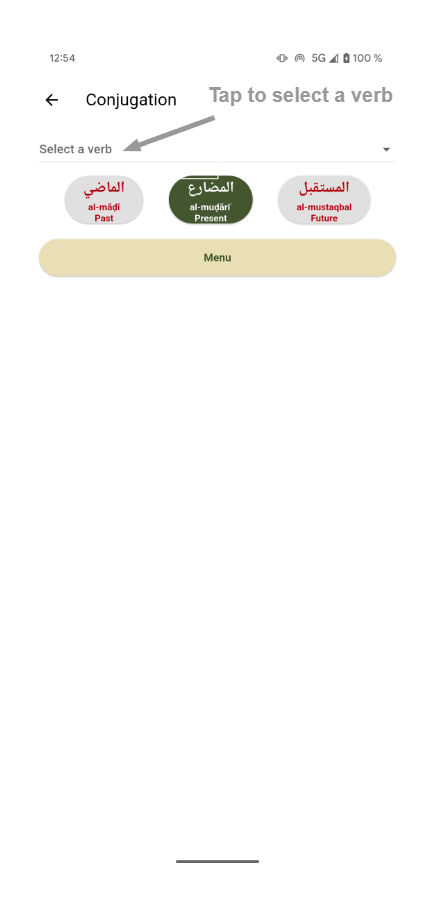 12:54
5G 100 %
Conjugation
Tap to select a verb
Select a verb
الماضي
al-māḍī
Past
المضارع
al-muḍāriʿ
Present
المستقبل
al-mustaqbal
Future
Menu